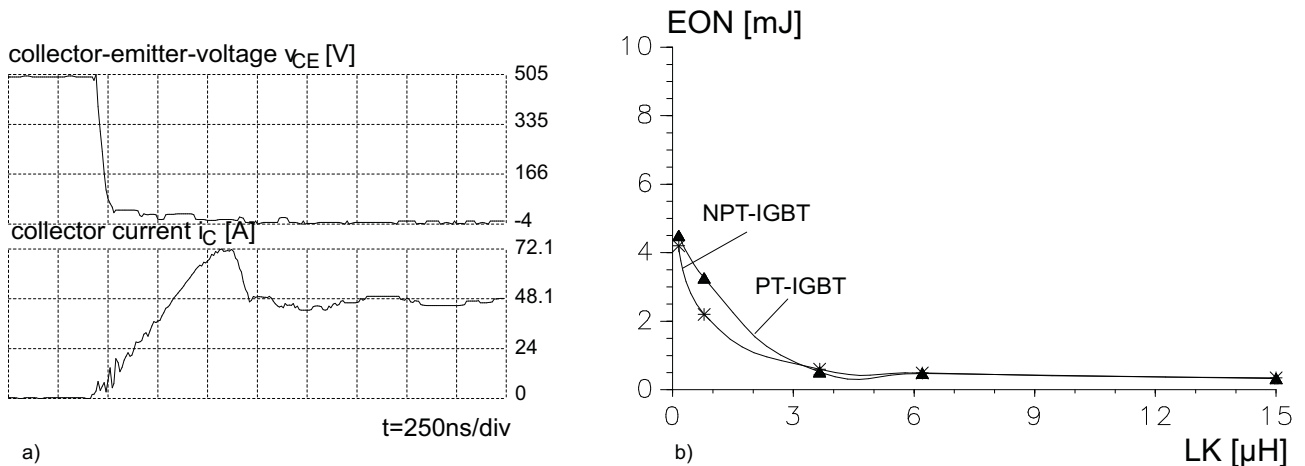 collector-emitter-voltage vCE [V]
505
335
166
-4
collector current iC [A]
72.1
48.1
24
0
t=250ns/div
a)
EON [mJ]
10
8
6
4
2
0
NPT-IGBT
PT-IGBT
0 3 6 9 12 15
LK [µH]
b)